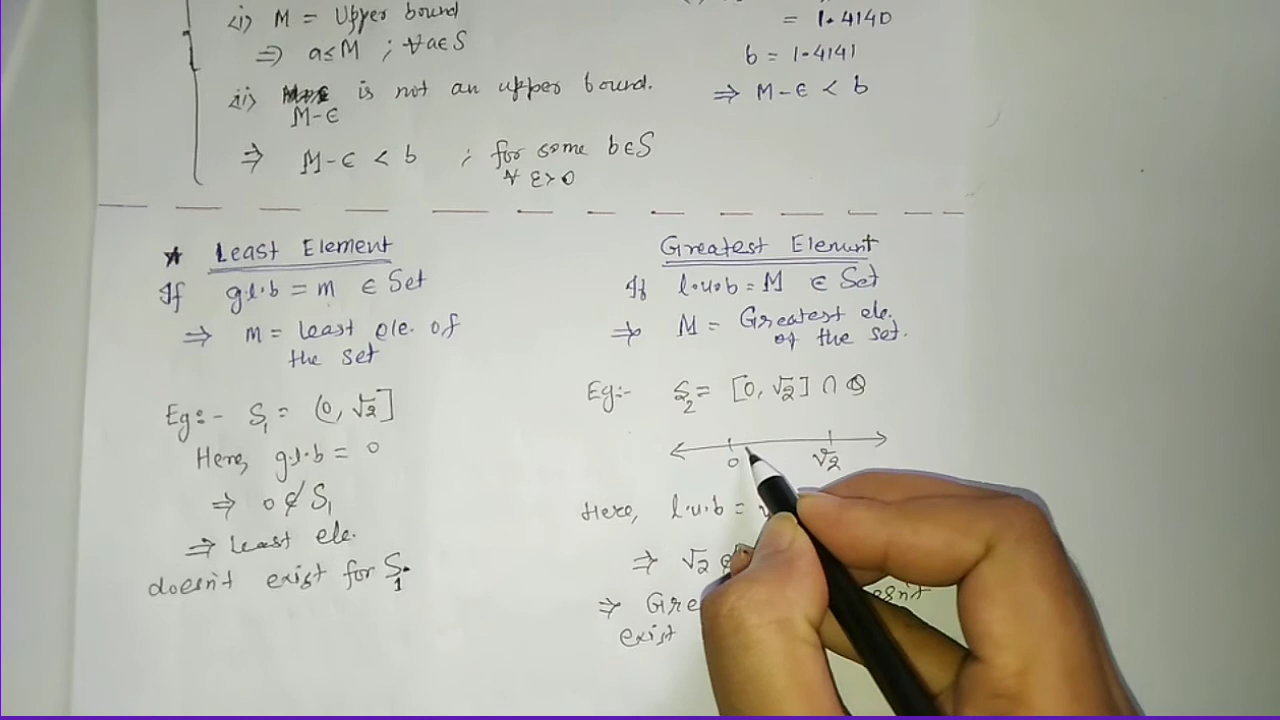 (i) M = Upper bound
⇒ a≤M ; ∀a∈S
(ii) is not an upper bound.
M-ϵ
⇒ M-ϵ < b ; for some b∈S
∀ ε>0
= 1.4140
b = 1.4141
⇒ M-ϵ < b
* Least Element
If g.l.b = m ∈ Set
⇒ m = Least ele. of
the set
Eg:- S₁ = (0, √2]
Here, g.l.b = 0
⇒ 0 ∉ S₁
⇒ Least ele.
doesn't exist for S₁.
Greatest Element
If l.u.b = M ∈ Set
⇒ M = Greatest ele.
of the set.
Eg:- S₂ = [0, √2] ∩ Q
0 √2
Here, l.u.b =
⇒ √2
⇒
exist